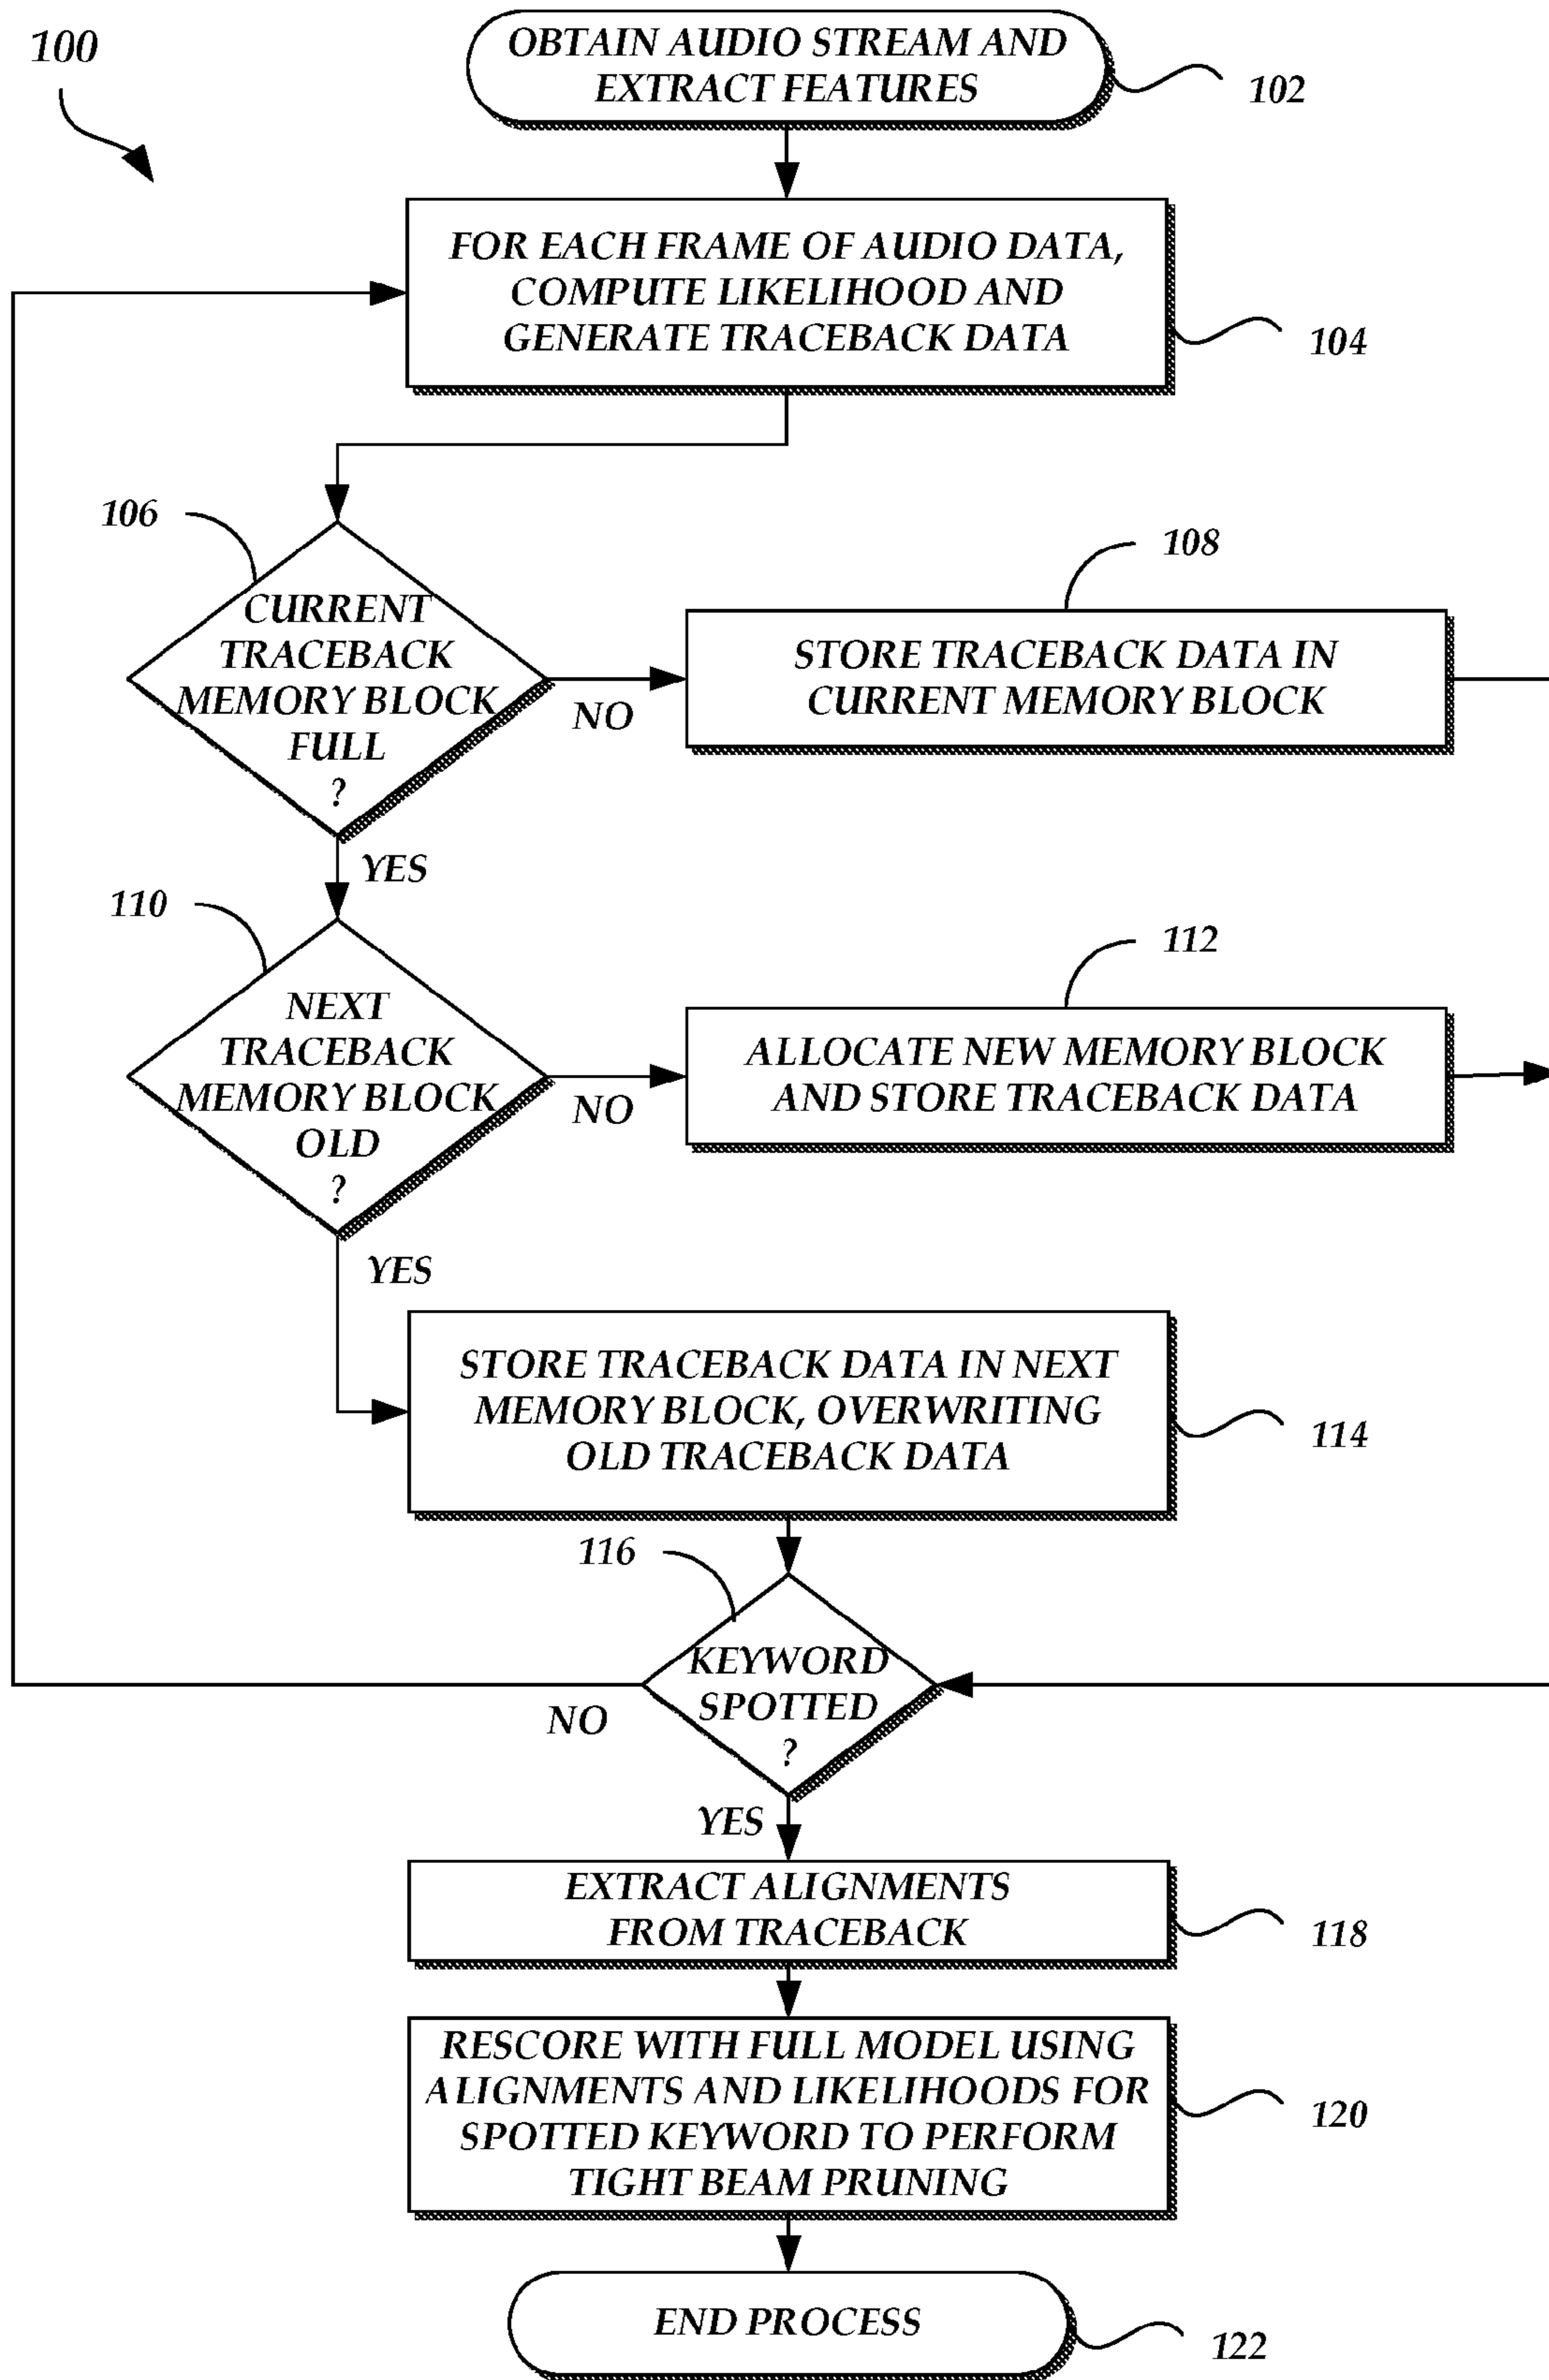 100
OBTAIN AUDIO STREAM AND
EXTRACT FEATURES
102
FOR EACH FRAME OF AUDIO DATA,
COMPUTE LIKELIHOOD AND
GENERATE TRACEBACK DATA
104
106
CURRENT
TRACEBACK
MEMORY BLOCK
FULL
?
NO
108
STORE TRACEBACK DATA IN
CURRENT MEMORY BLOCK
YES
110
NEXT
TRACEBACK
MEMORY BLOCK
OLD
?
NO
112
ALLOCATE NEW MEMORY BLOCK
AND STORE TRACEBACK DATA
YES
STORE TRACEBACK DATA IN NEXT
MEMORY BLOCK, OVERWRITING
OLD TRACEBACK DATA
114
116
KEYWORD
SPOTTED
?
NO
YES
EXTRACT ALIGNMENTS
FROM TRACEBACK
118
RESCORE WITH FULL MODEL USING
ALIGNMENTS AND LIKELIHOODS FOR
SPOTTED KEYWORD TO PERFORM
TIGHT BEAM PRUNING
120
END PROCESS
122